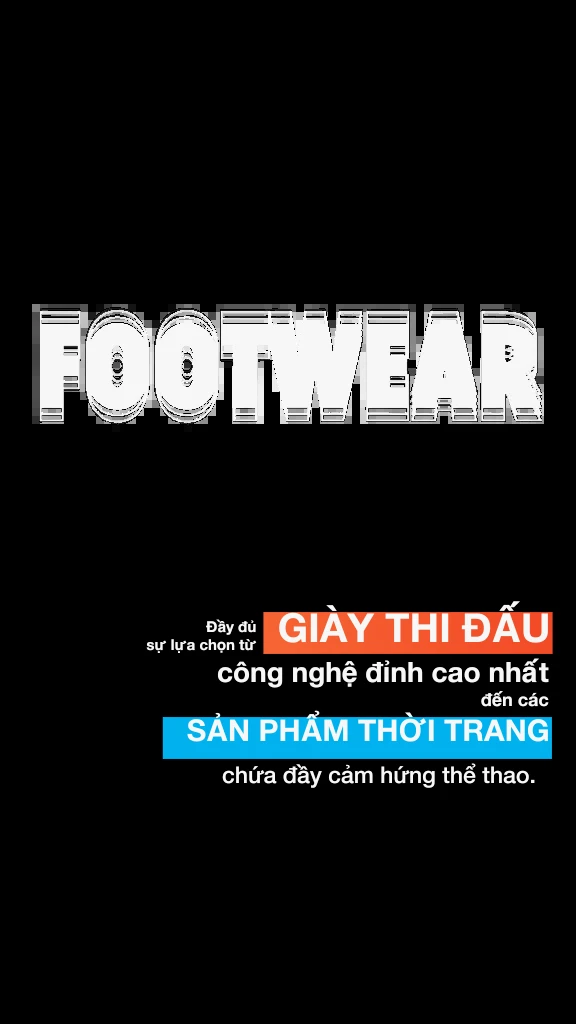 FOOTWEAR
Đầy đủ
sự lựa chọn từ
GIÀY THI ĐẤU
công nghệ đỉnh cao nhất
đến các
SẢN PHẨM THỜI TRANG
chứa đầy cảm hứng thể thao.